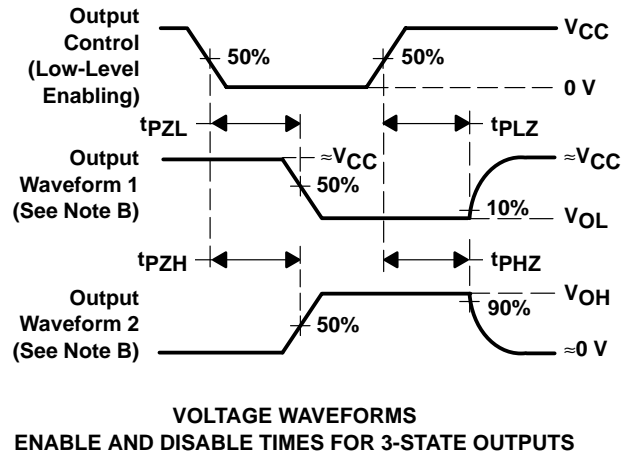 Output
Control
(Low-Level
Enabling)
50%
50%
VCC
0 V
tPZL
tPLZ
Output
Waveform 1
(See Note B)
≈VCC
50%
10%
≈VCC
VOL
tPZH
tPHZ
Output
Waveform 2
(See Note B)
50%
90%
VOH
≈0 V
VOLTAGE WAVEFORMS
ENABLE AND DISABLE TIMES FOR 3-STATE OUTPUTS